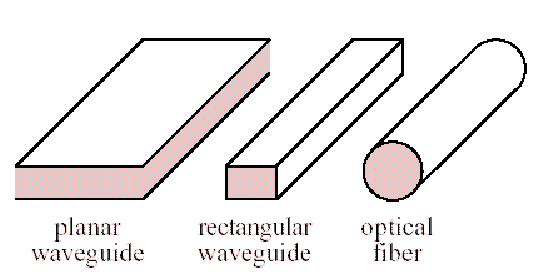 planar
waveguide
rectangular
waveguide
optical
fiber